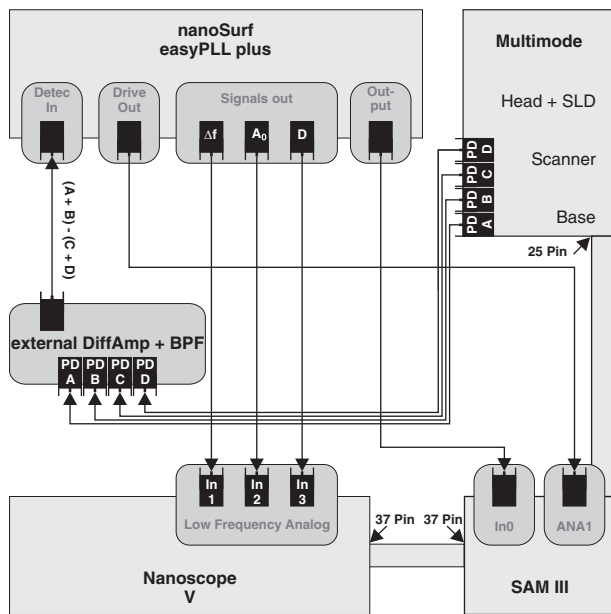 nanoSurf
easyPLL plus
Multimode
Detec
In
Drive
Out
Signals out
Out-
put
Δf
A₀
D
Head + SLD
Scanner
Base
PD D
PD C
PD B
PD A
25 Pin
(A + B) - (C + D)
external DiffAmp + BPF
PD
A
PD
B
PD
C
PD
D
In
1
In
2
In
3
Low Frequency Analog
37 Pin
37 Pin
In0
ANA1
Nanoscope
V
SAM III